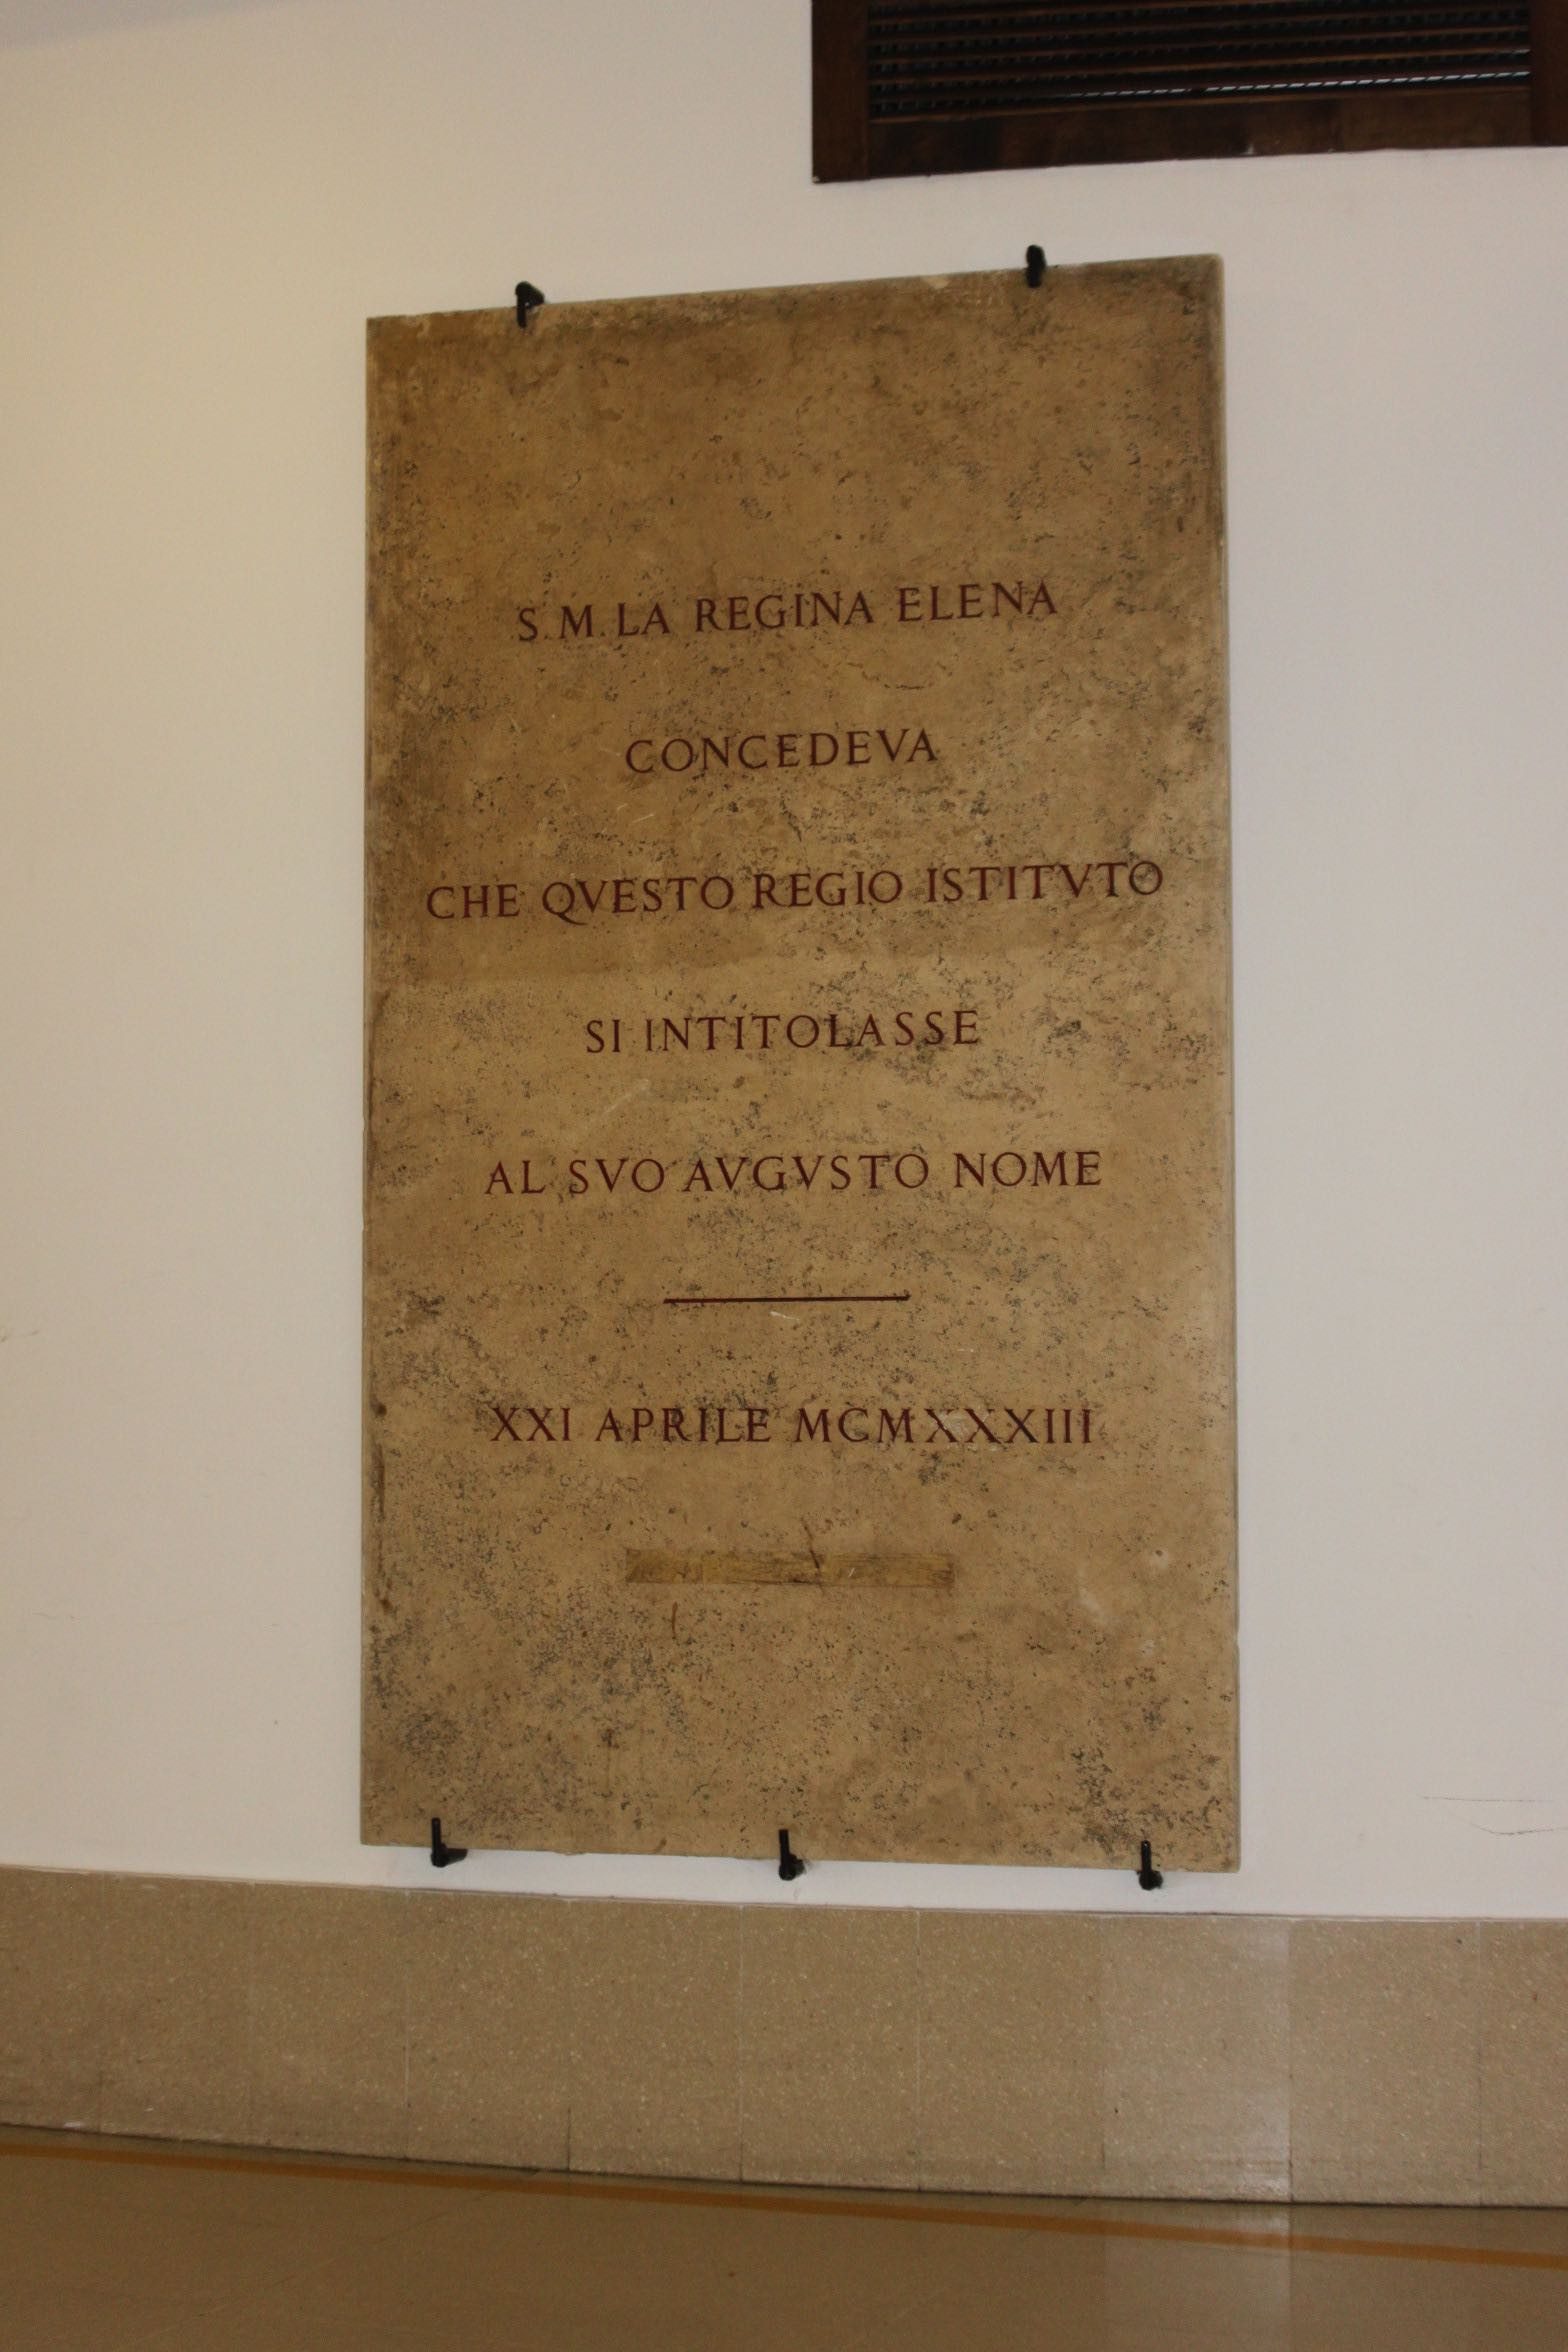 S. M. LA REGINA ELENA
CONCEDEVA
CHE QVESTO REGIO ISTITVTO
SI INTITOLASSE
AL SVO AVGVSTO NOME
XXI APRILE MCMXXXIII